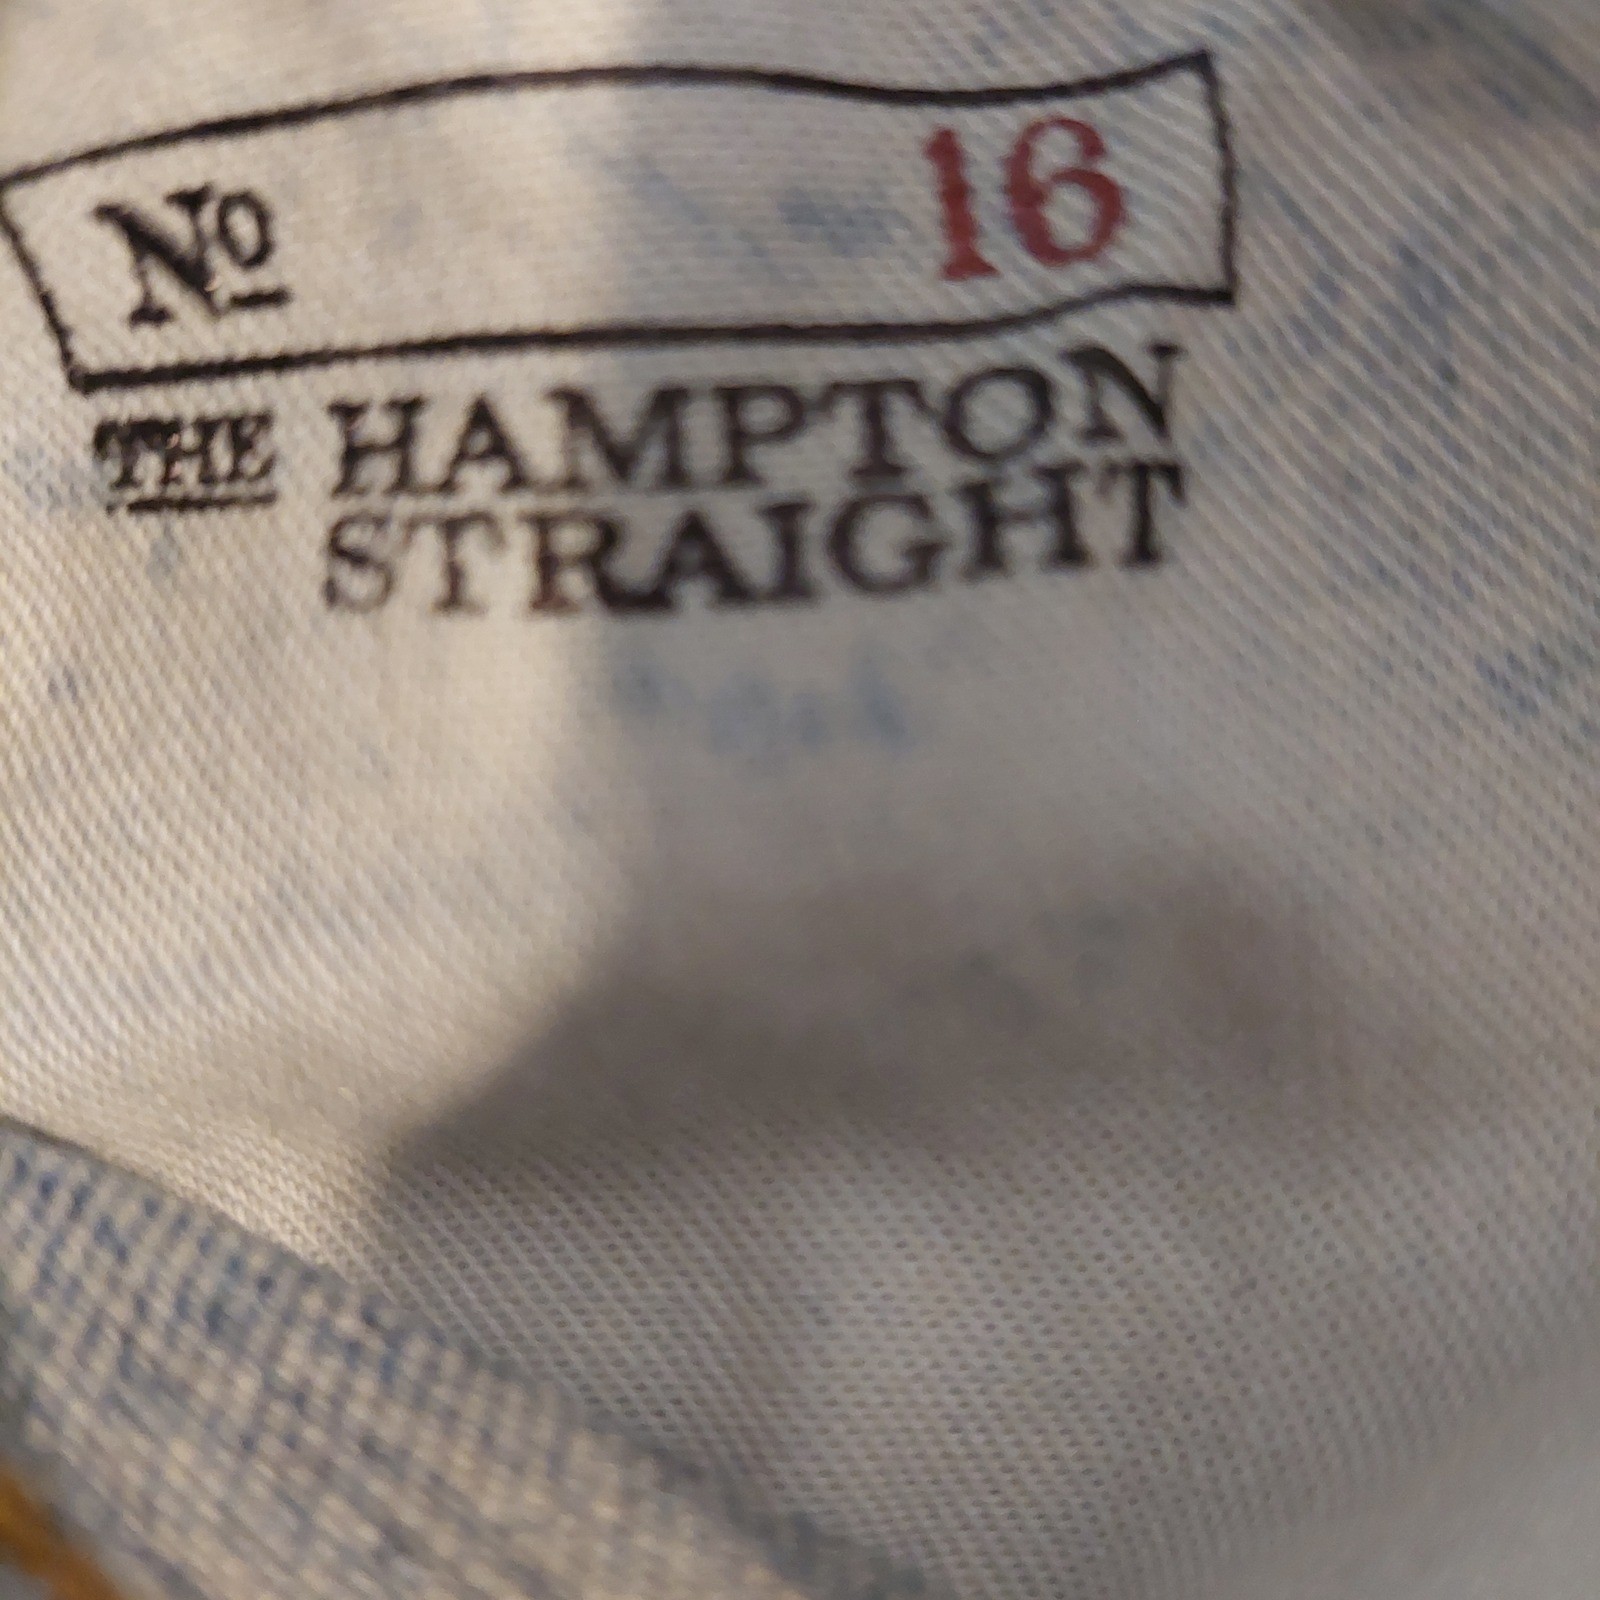 Nº 16
THE HAMPTON
STRAIGHT